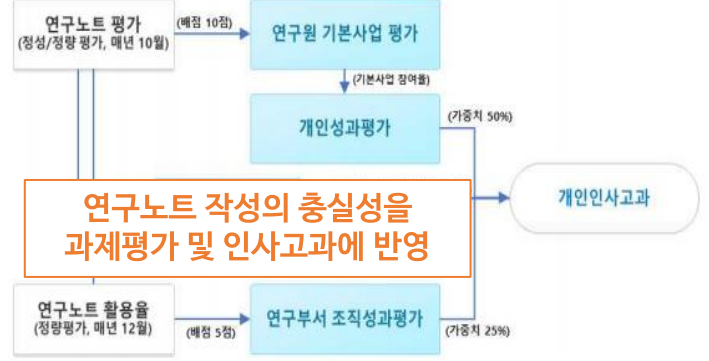 연구노트 평가
(정성/정량 평가, 매년 10월)
(배점 10점)
연구원 기본사업 평가
(기본사업 참여율)
개인성과평가
(가중치 50%)
연구노트 작성의 충실성을
과제평가 및 인사고과에 반영
개인인사고과
연구노트 활용율
(정량평가, 매년 12월)
(배점 5점)
연구부서 조직성과평가
(가중치 25%)